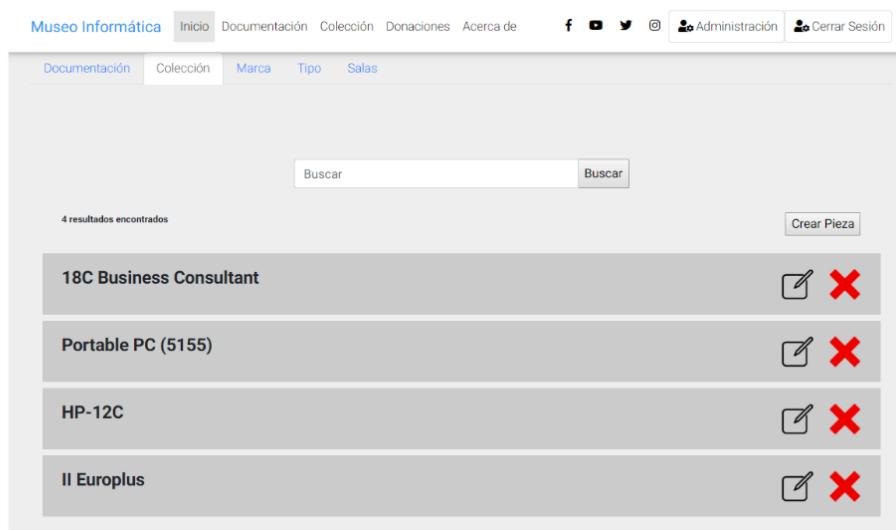 Museo Informática Inicio Documentación Colección Donaciones Acerca de Administración Cerrar Sesión
Documentación Colección Marca Tipo Salas
Buscar Buscar
4 resultados encontrados Crear Pieza
18C Business Consultant
Portable PC (5155)
HP-12C
II Europlus